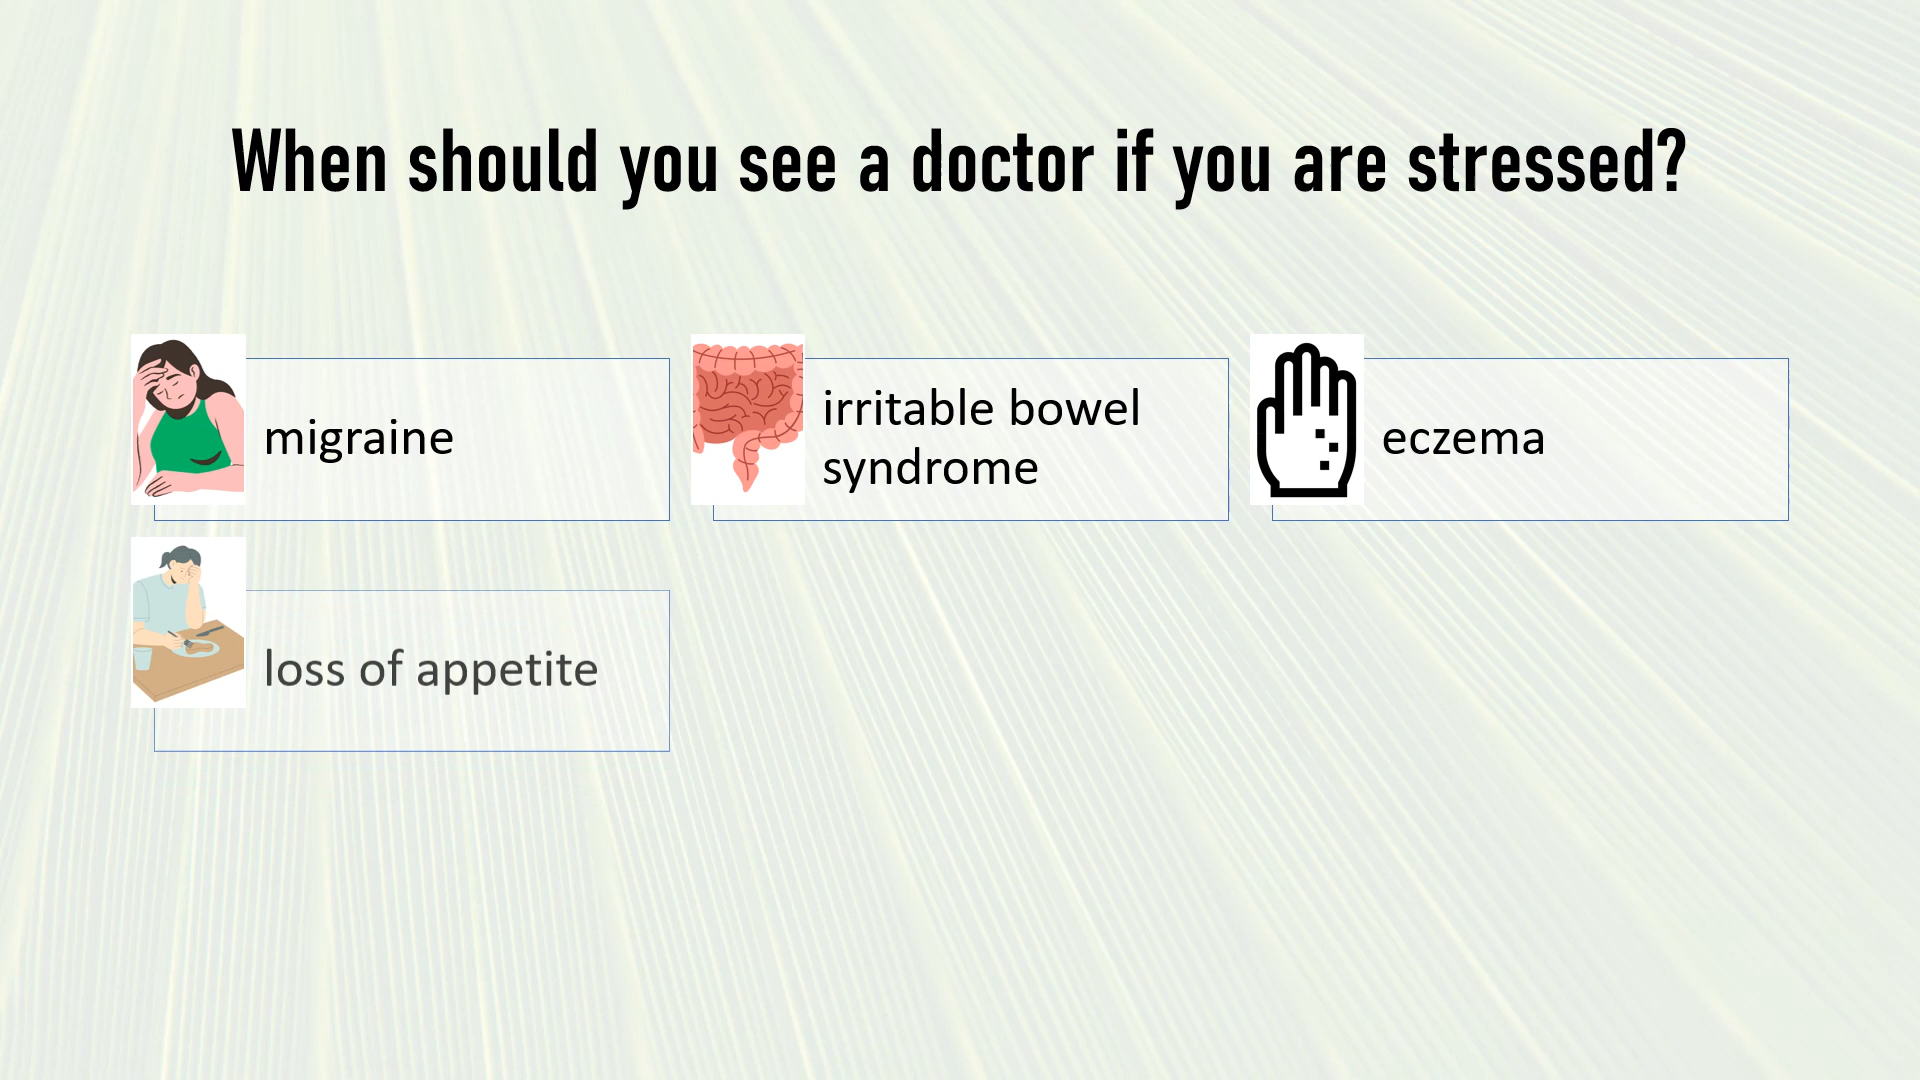 When should you see a doctor if you are stressed?
migraine
irritable bowel
syndrome
eczema
loss of appetite